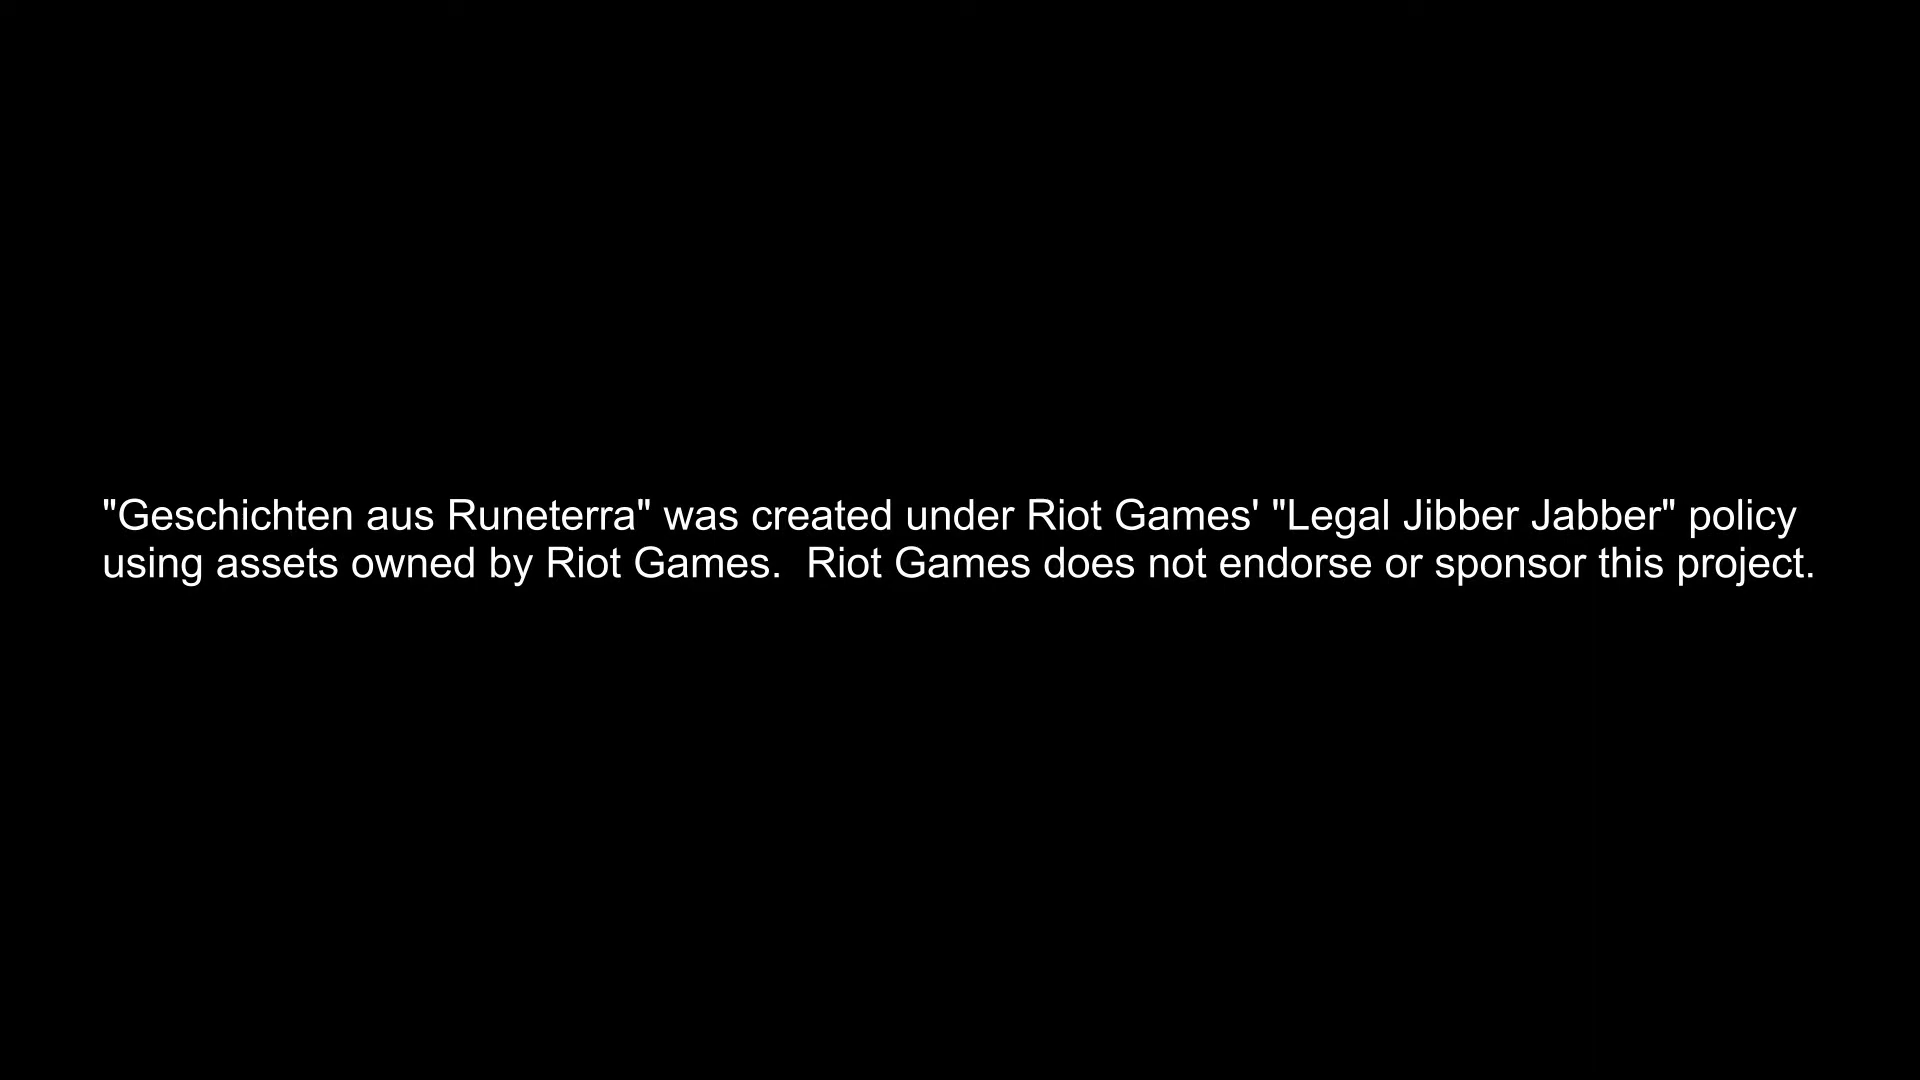 "Geschichten aus Runeterra" was created under Riot Games' "Legal Jibber Jabber" policy
using assets owned by Riot Games.  Riot Games does not endorse or sponsor this project.